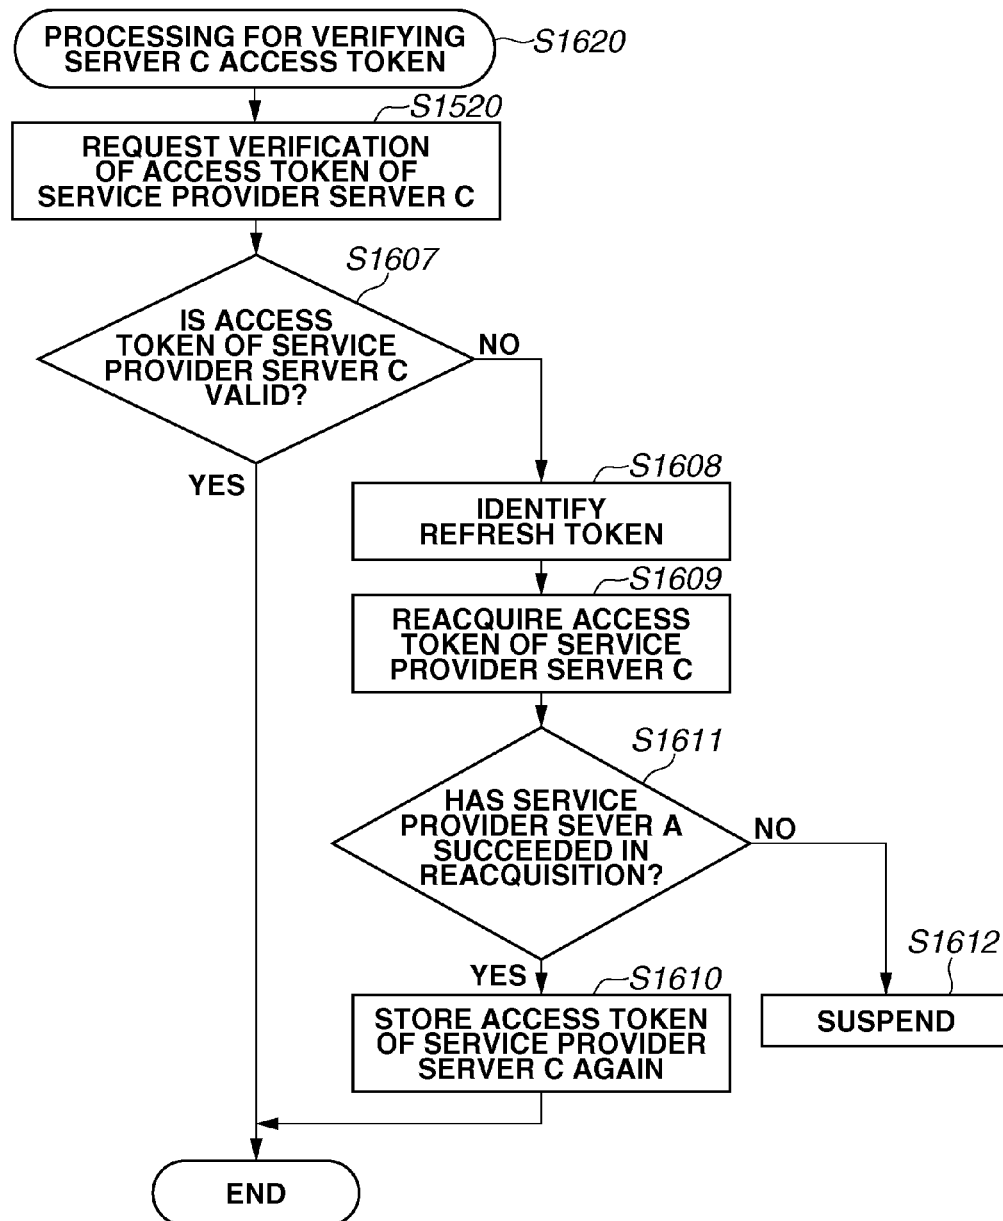 PROCESSING FOR VERIFYING
SERVER C ACCESS TOKEN
S1620
S1520
REQUEST VERIFICATION
OF ACCESS TOKEN OF
SERVICE PROVIDER SERVER C
S1607
IS ACCESS
TOKEN OF SERVICE
PROVIDER SERVER C
VALID?
NO
YES
S1608
IDENTIFY
REFRESH TOKEN
S1609
REACQUIRE ACCESS
TOKEN OF SERVICE
PROVIDER SERVER C
S1611
HAS SERVICE
PROVIDER SEVER A
SUCCEEDED IN
REACQUISITION?
NO
YES
S1610
STORE ACCESS TOKEN
OF SERVICE PROVIDER
SERVER C AGAIN
S1612
SUSPEND
END